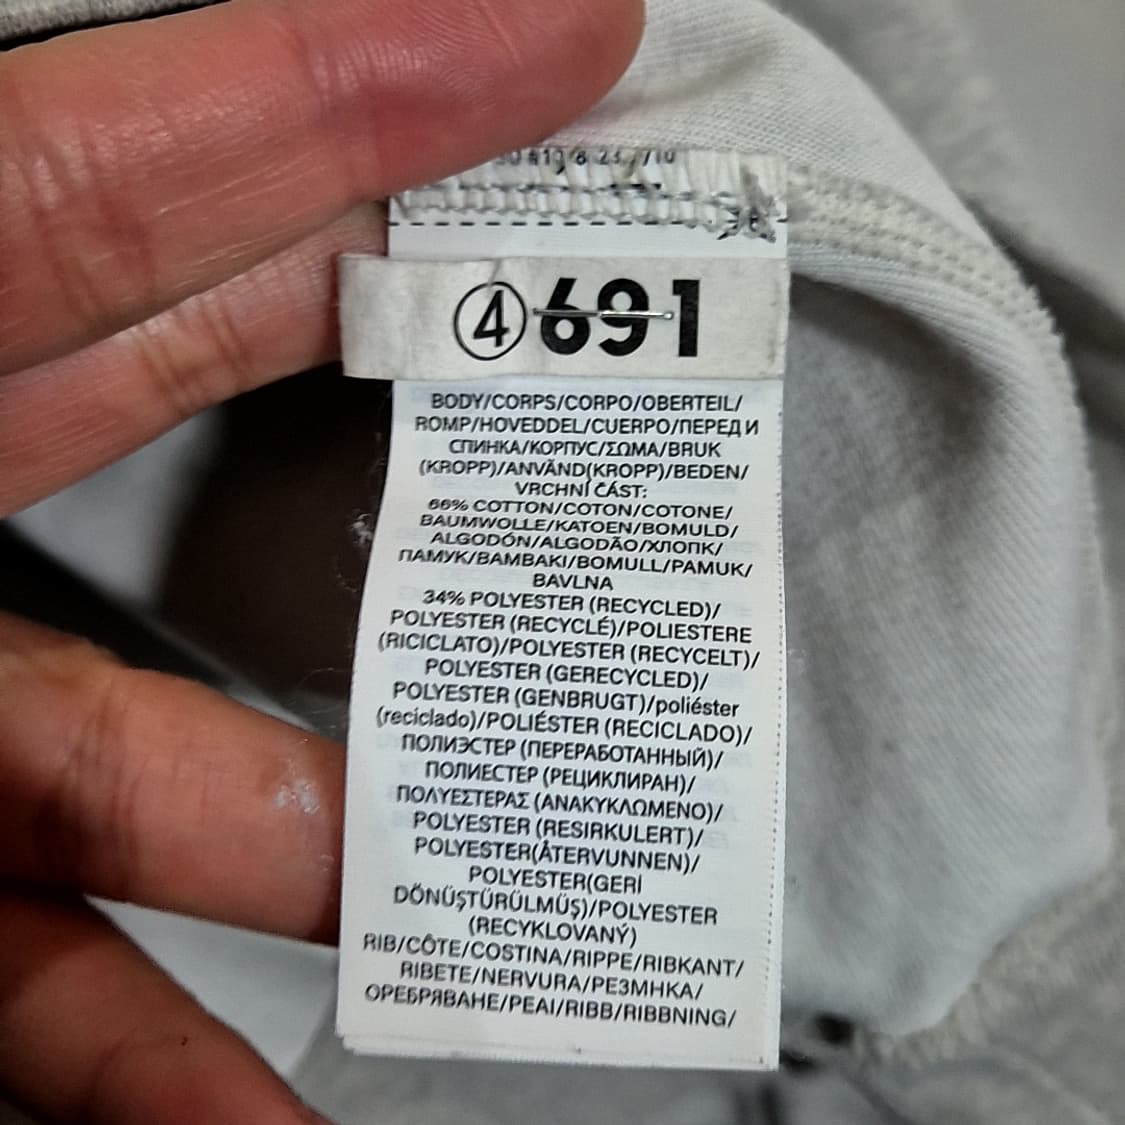 ④ 691
BODY/CORPS/CORPO/OBERTEIL/
ROMP/HOVEDDEL/CUERPO/ПЕРЕД И
СПИНКА/КОРПУС/ΣΩΜΑ/BRUK
(KROPP)/ANVÄND(KROPP)/BEDEN/
VRCHNÍ ČÁST:
66% COTTON/COTON/COTONE/
BAUMWOLLE/KATOEN/BOMULD/
ALGODÓN/ALGODÃO/ХЛОПК/
ПАМУК/BAMBAKI/BOMULL/PAMUK/
BAVLNA
34% POLYESTER (RECYCLED)/
POLYESTER (RECYCLÉ)/POLIESTERE
(RICICLATO)/POLYESTER (RECYCELT)/
POLYESTER (GERECYCLED)/
POLYESTER (GENBRUGT)/poliéster
(reciclado)/POLIÉSTER (RECICLADO)/
ПОЛИЭСТЕР (ПЕРЕРАБОТАННЫЙ)/
ПОЛИЕСТЕР (РЕЦИКЛИРАН)/
ΠΟΛΥΕΣΤΕΡΑΣ (ΑΝΑΚΥΚΛΩΜΕΝΟ)/
POLYESTER (RESIRKULERT)/
POLYESTER(ÅTERVUNNEN)/
POLYESTER(GERİ
DÖNÜŞTÜRÜLMÜŞ)/POLYESTER
(RECYKLOVANÝ)
RIB/CÔTE/COSTINA/RIPPE/RIBKANT/
RIBETE/NERVURA/РЕЗМНКА/
ОРЕБРЯВАНЕ/PEAI/RIBB/RIBBNING/